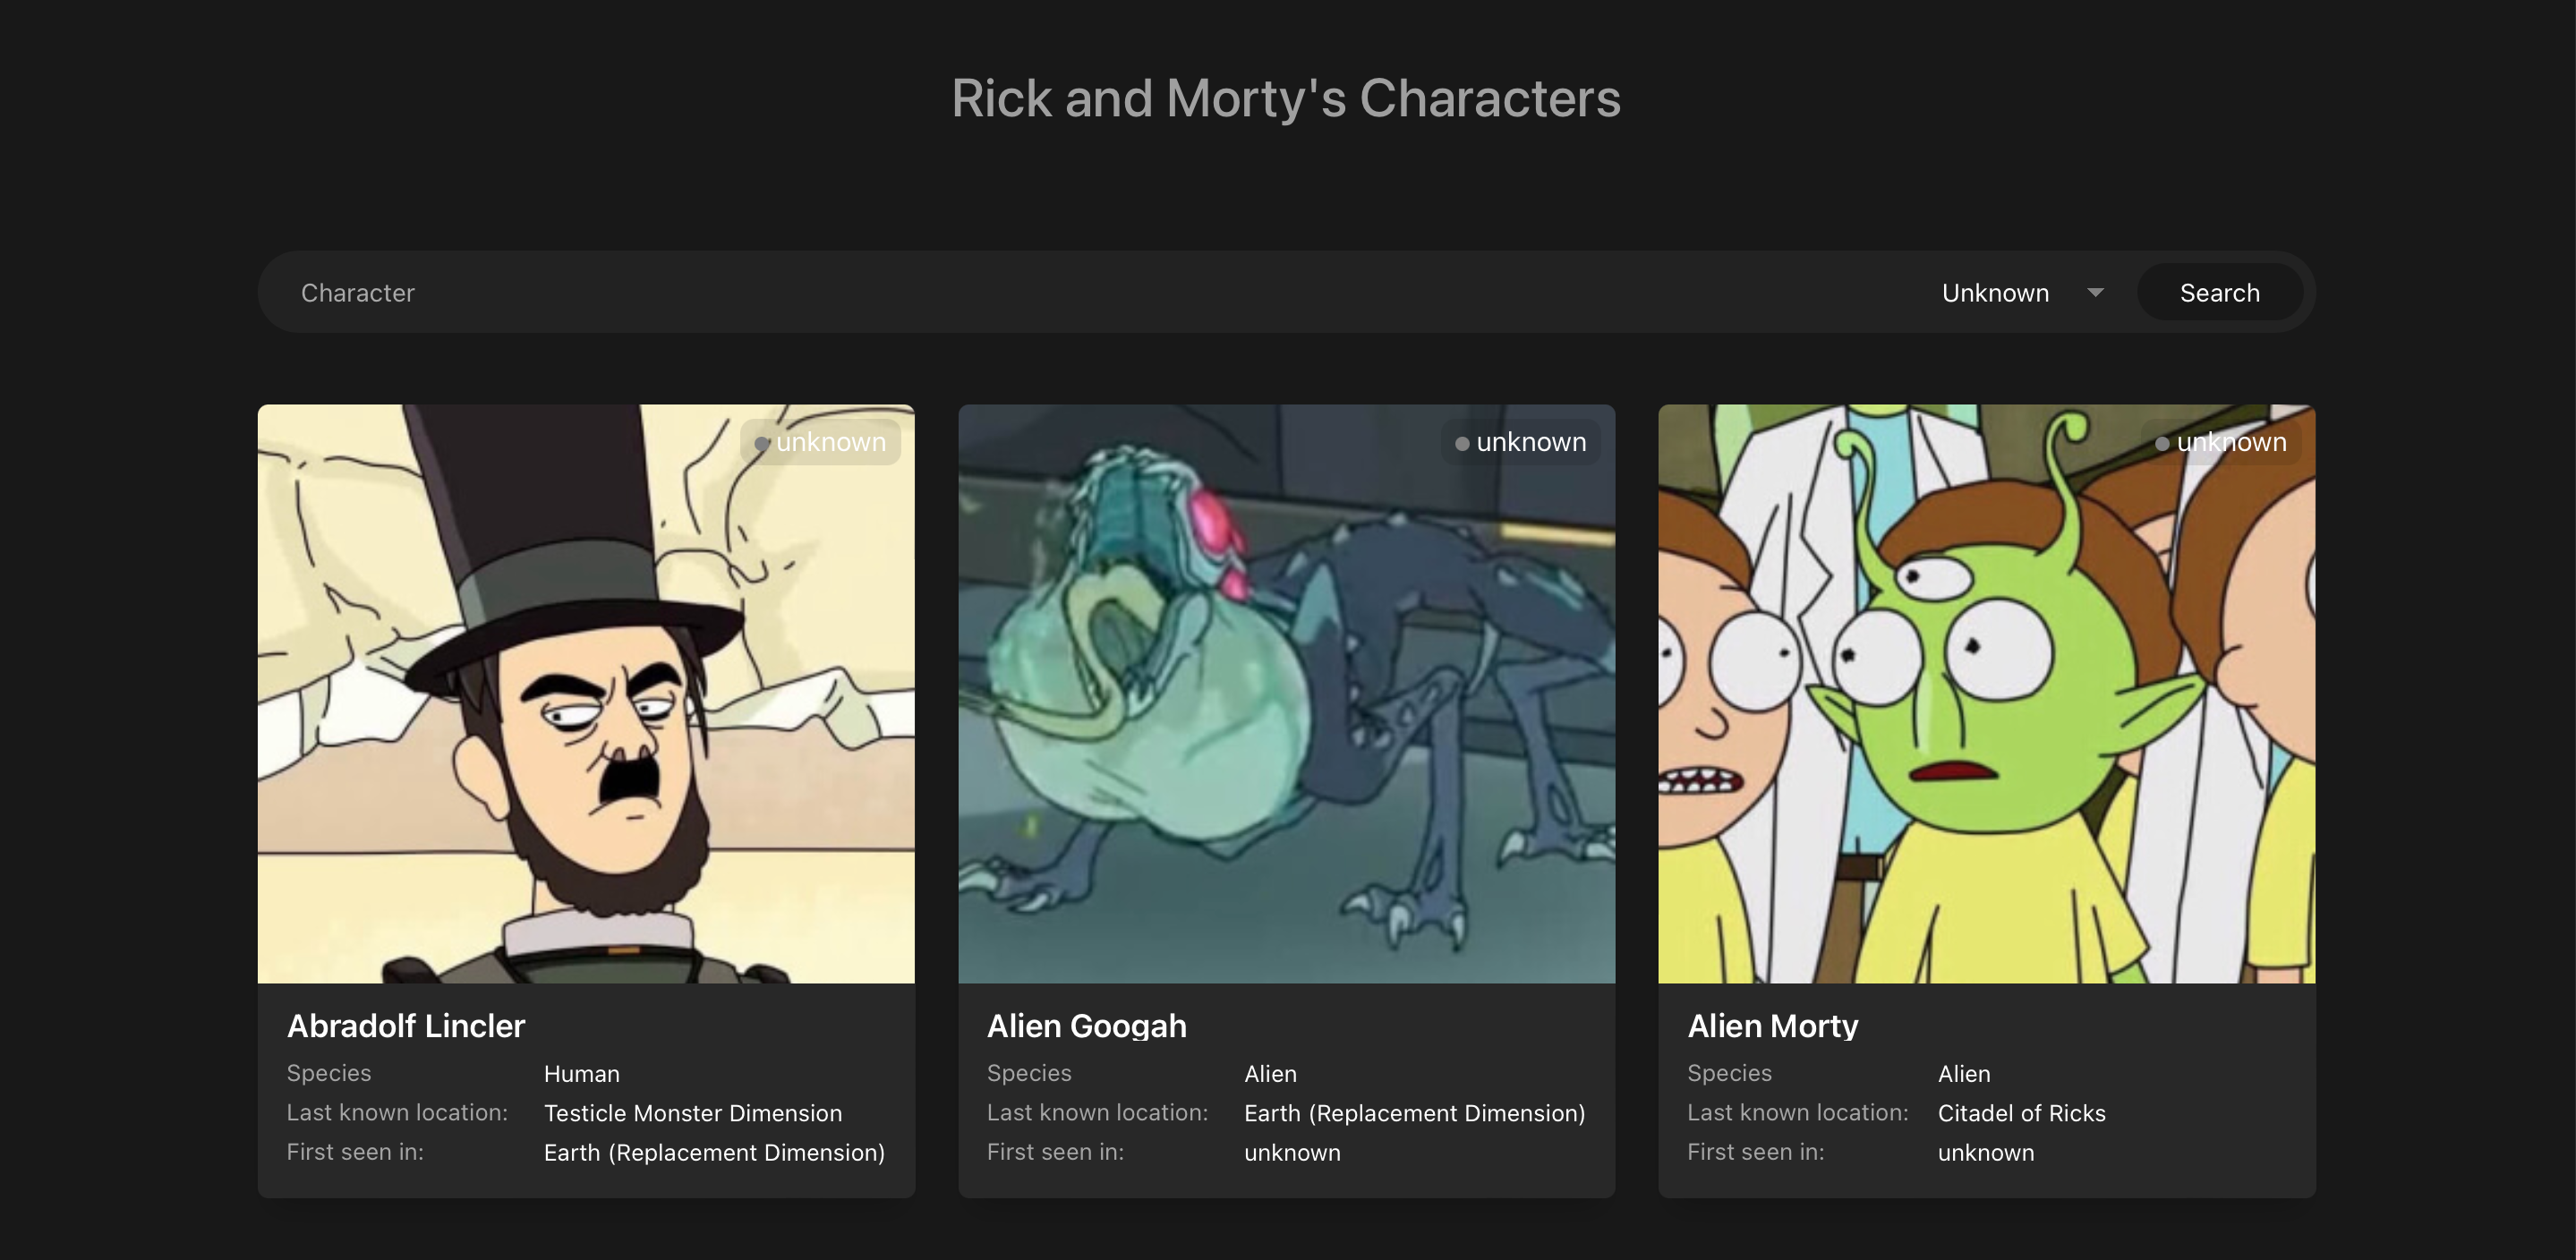 Rick and Morty's Characters
Character
Unknown
Search
unknown
unknown
unknown
Abradolf Lincler
Species Human
Last known location: Testicle Monster Dimension
First seen in: Earth (Replacement Dimension)
Alien Googah
Species Alien
Last known location: Earth (Replacement Dimension)
First seen in: unknown
Alien Morty
Species Alien
Last known location: Citadel of Ricks
First seen in: unknown